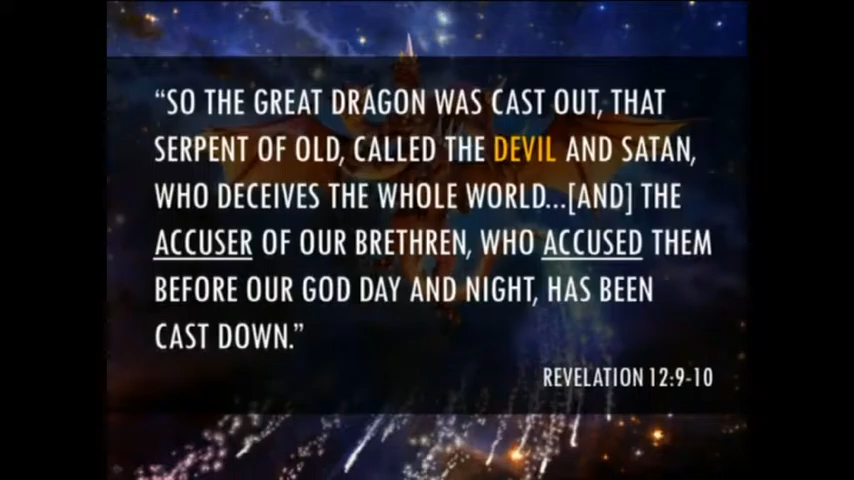 “SO THE GREAT DRAGON WAS CAST OUT, THAT
SERPENT OF OLD, CALLED THE DEVIL AND SATAN,
WHO DECEIVES THE WHOLE WORLD...[AND] THE
ACCUSER OF OUR BRETHREN, WHO ACCUSED THEM
BEFORE OUR GOD DAY AND NIGHT, HAS BEEN
CAST DOWN.”
REVELATION 12:9-10